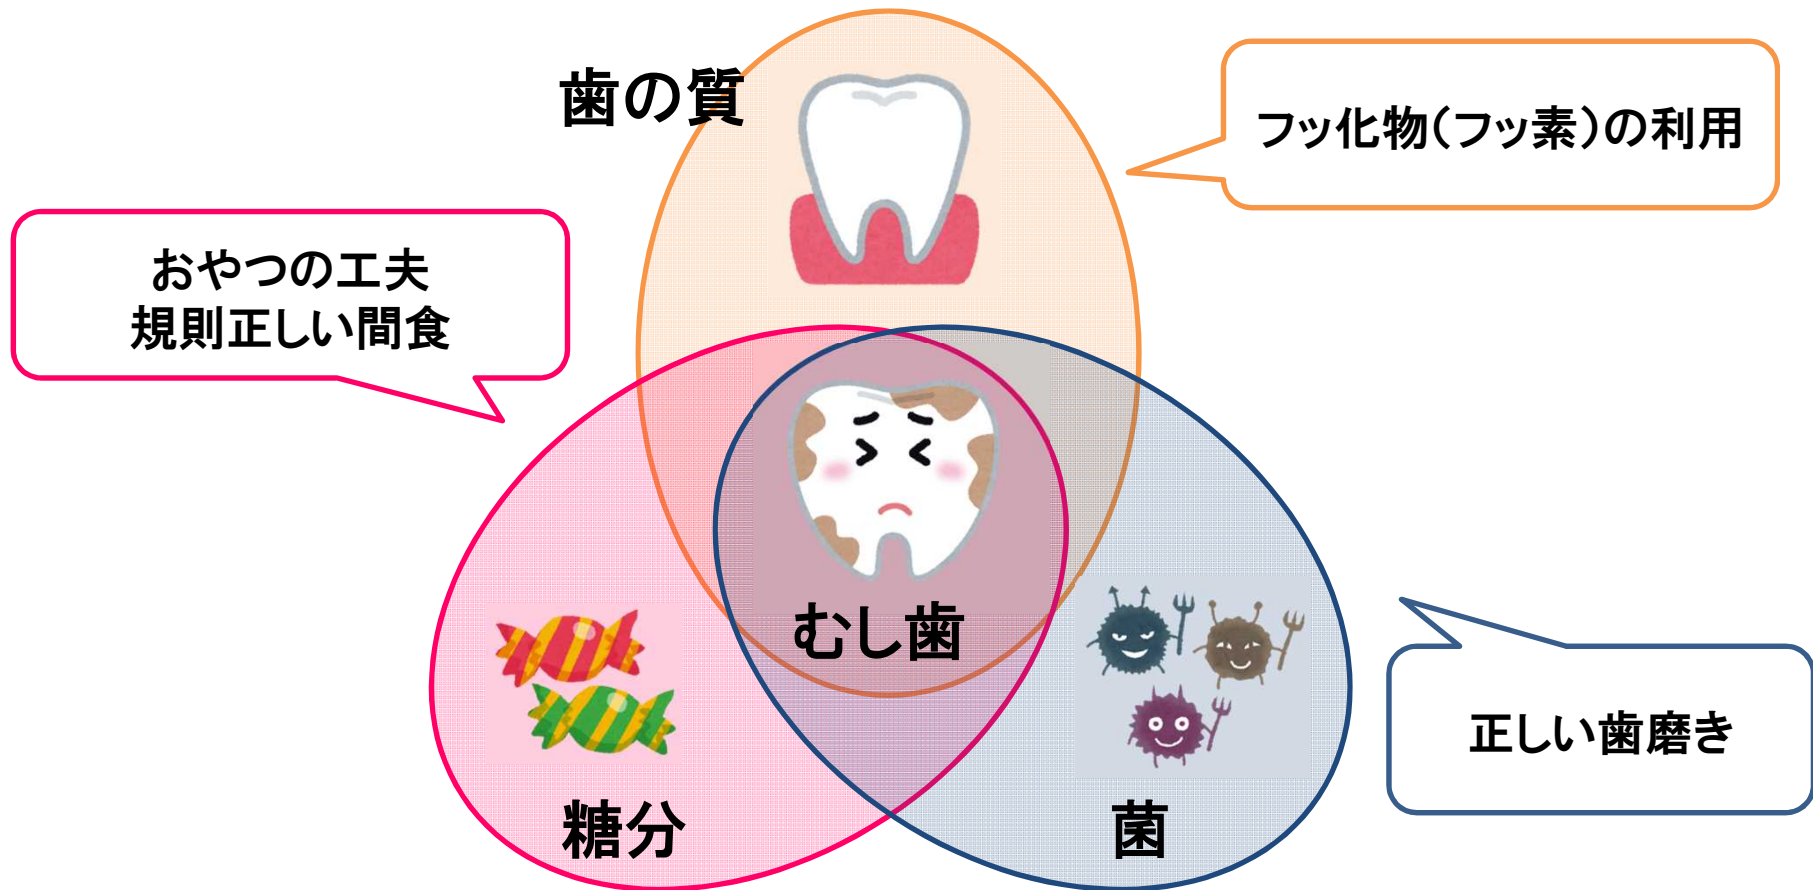 歯の質
フッ化物(フッ素)の利用
おやつの工夫
規則正しい間食
むし歯
正しい歯磨き
糖分
菌